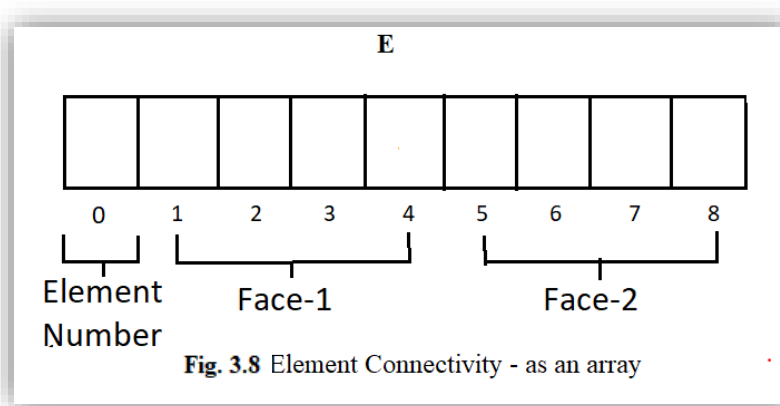 E
0 1 2 3 4 5 6 7 8
Element
Number
Face-1
Face-2
Fig. 3.8 Element Connectivity - as an array